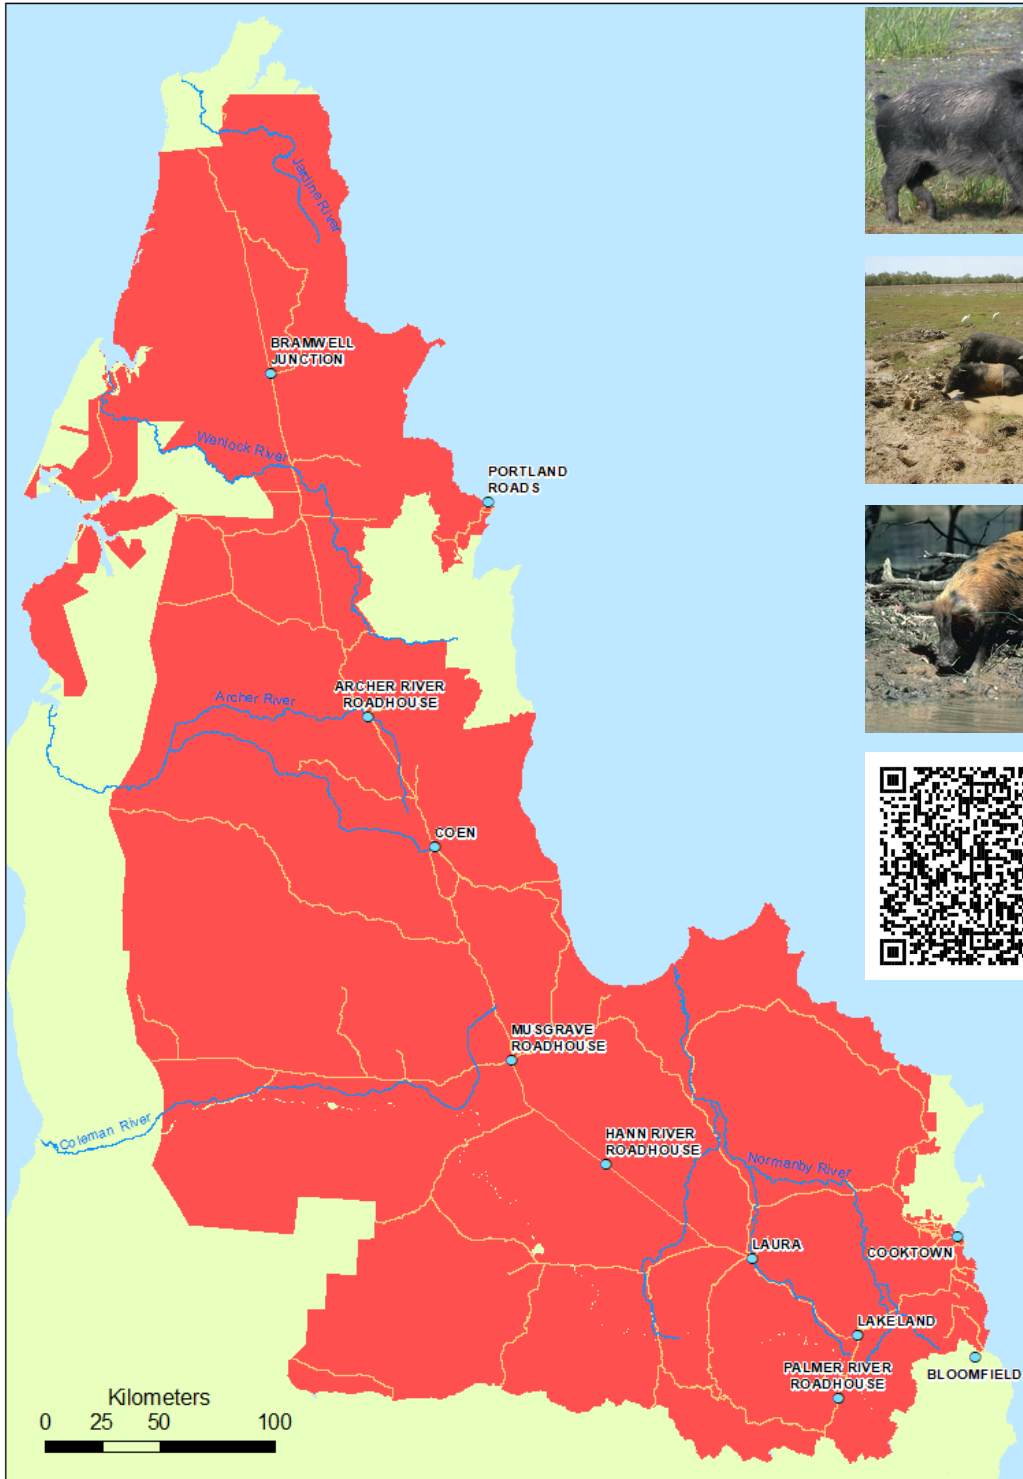 Jardine River
BRAMWELL
JUNCTION
Wenlock River
PORTLAND
ROADS
Archer River
ARCHER RIVER
ROADHOUSE
COEN
MUSGRAVE
ROADHOUSE
Coleman River
HANN RIVER
ROADHOUSE
Normanby River
LAURA
COOKTOWN
LAKELAND
PALMER RIVER
ROADHOUSE
BLOOMFIELD
Kilometers
0 25 50 100